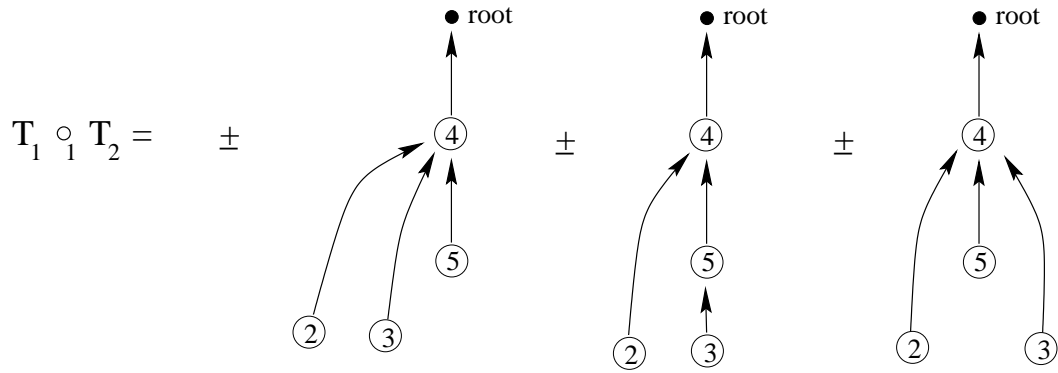 root root root
T₁ ∘₁ T₂ = ± 4 ± 4 ± 4
5 5 5
2 3 2 3 2 3